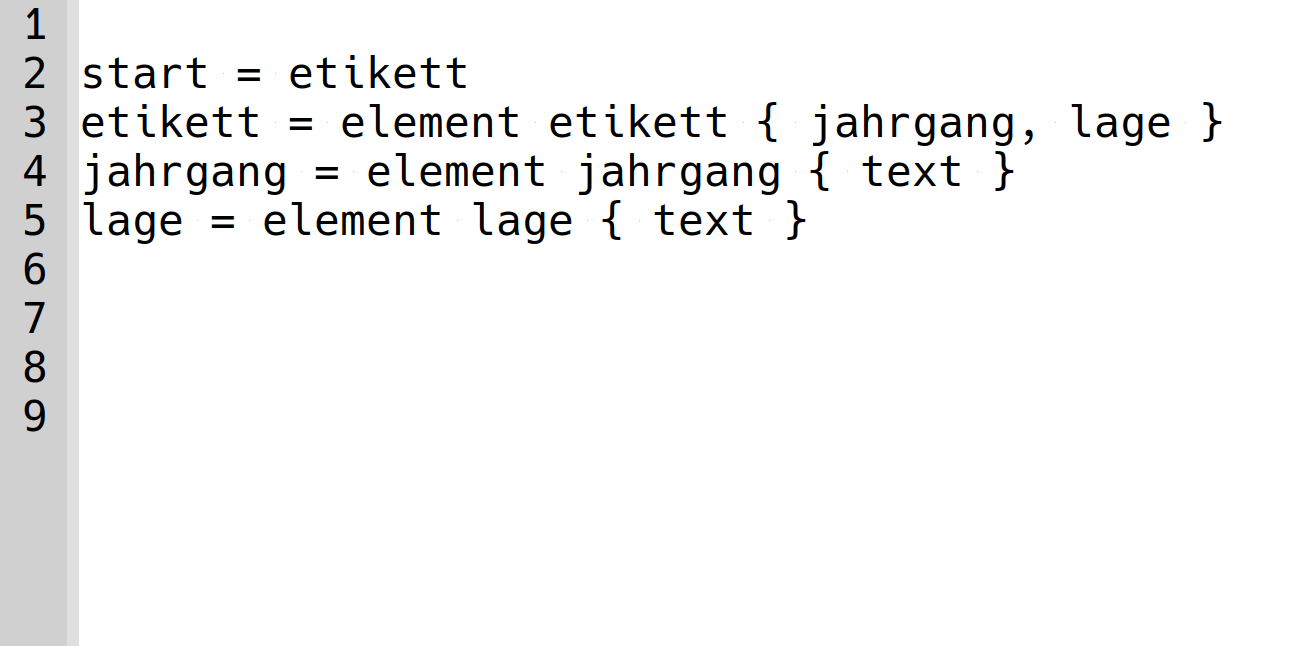 1
2 start = etikett
3 etikett = element etikett { jahrgang, lage }
4 jahrgang = element jahrgang { text }
5 lage = element lage { text }
6
7
8
9